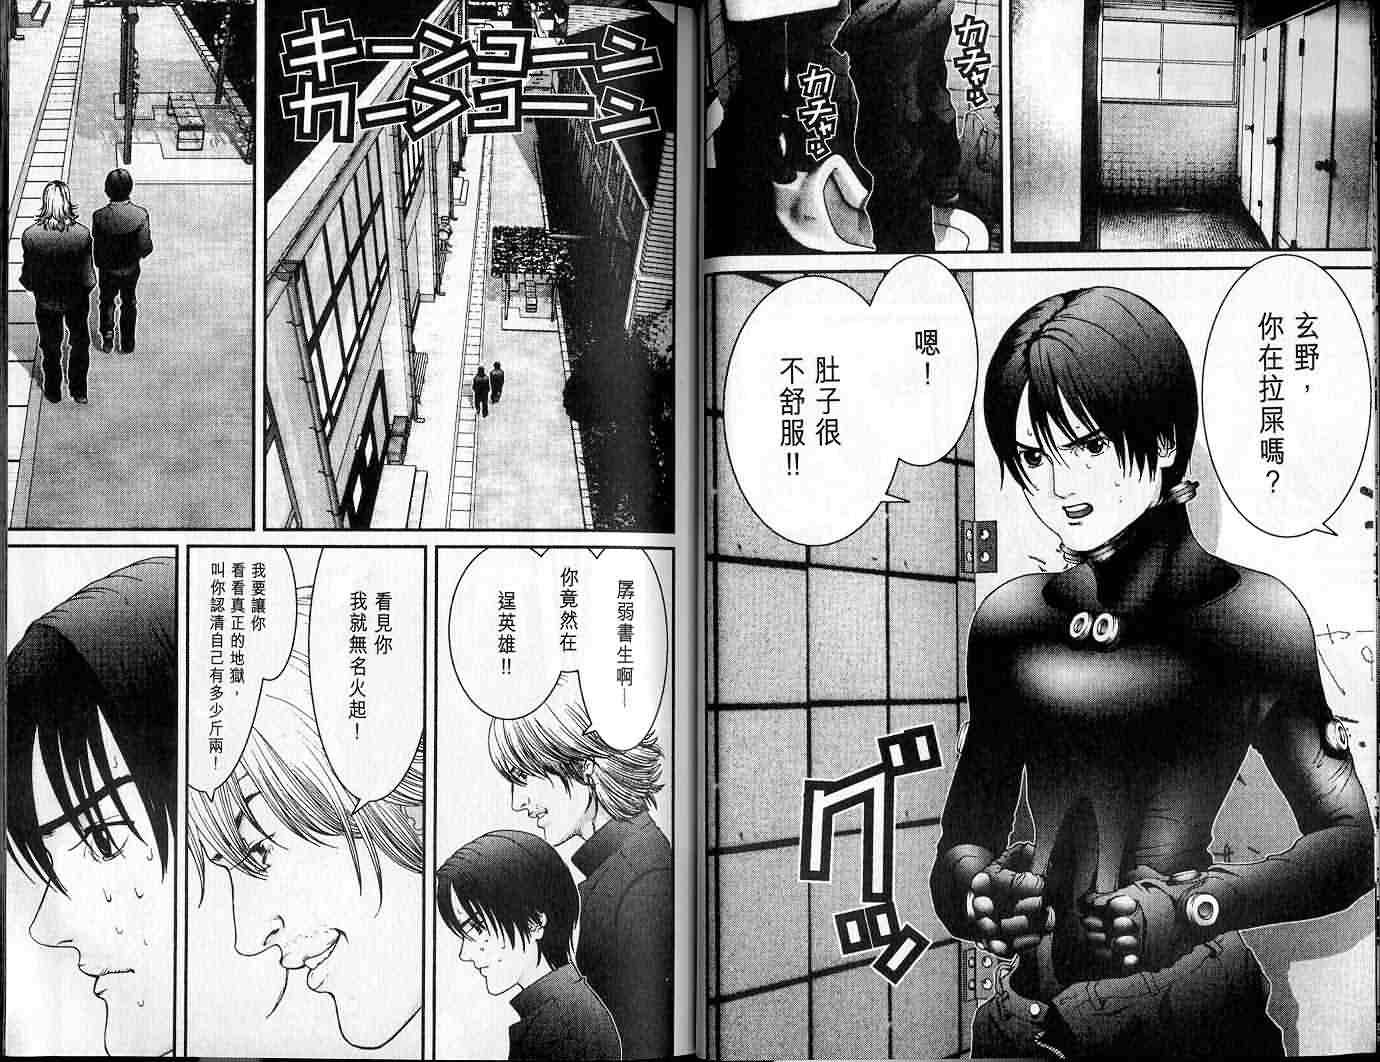 カチャ
カチャ
玄野，
你在拉屎嗎？
嗯！
肚子很
不舒服!!
グググ
キーンコーン
カーンコーン
孱弱書生啊—
你竟然在
逞英雄!!
看見你
我就無名火起！
我要讓你
看看真正的地獄，
叫你認清自己有多少斤兩！